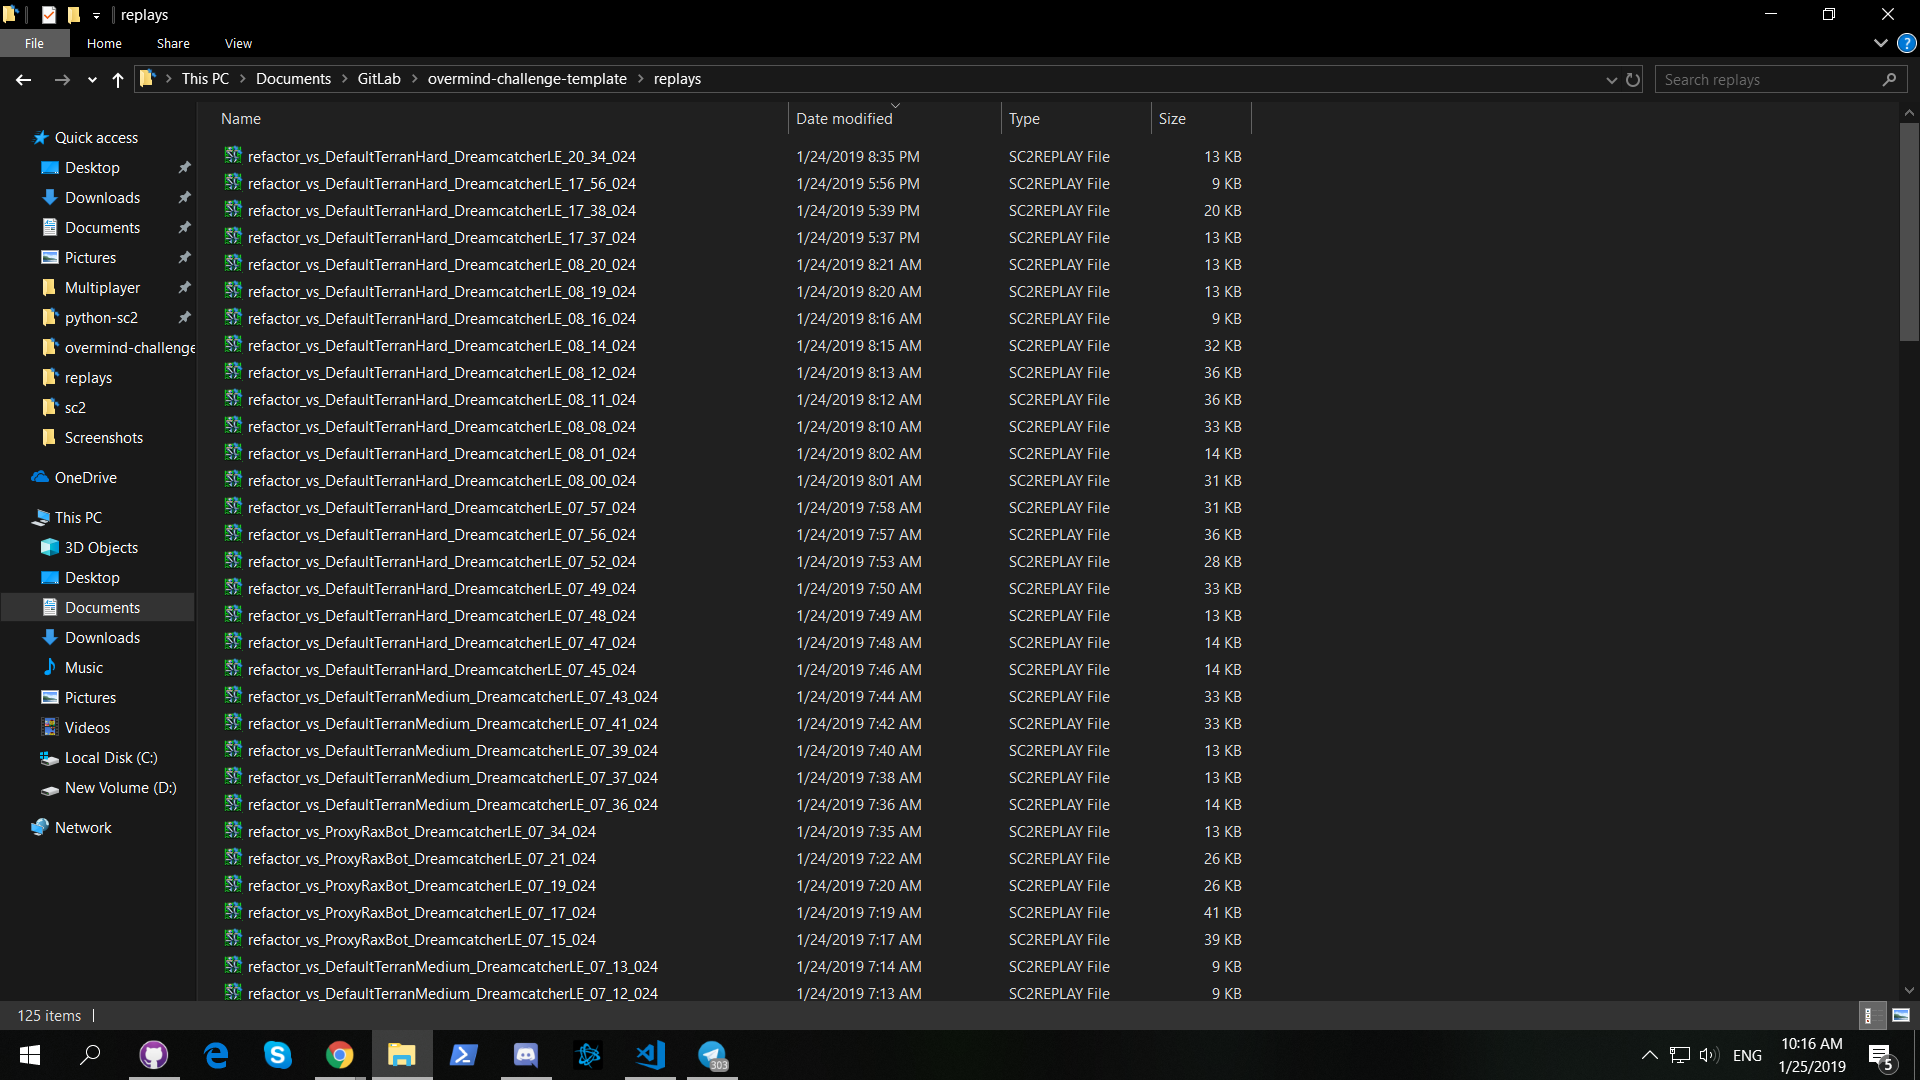 replays
File Home Share View
This PC Documents GitLab overmind-challenge-template replays
Search replays
Name Date modified Type Size
Quick access
Desktop
Downloads
Documents
Pictures
Multiplayer
python-sc2
overmind-challenge
replays
sc2
Screenshots
OneDrive
This PC
3D Objects
Desktop
Documents
Downloads
Music
Pictures
Videos
Local Disk (C:)
New Volume (D:)
Network
refactor_vs_DefaultTerranHard_DreamcatcherLE_20_34_024 1/24/2019 8:35 PM SC2REPLAY File 13 KB
refactor_vs_DefaultTerranHard_DreamcatcherLE_17_56_024 1/24/2019 5:56 PM SC2REPLAY File 9 KB
refactor_vs_DefaultTerranHard_DreamcatcherLE_17_38_024 1/24/2019 5:39 PM SC2REPLAY File 20 KB
refactor_vs_DefaultTerranHard_DreamcatcherLE_17_37_024 1/24/2019 5:37 PM SC2REPLAY File 13 KB
refactor_vs_DefaultTerranHard_DreamcatcherLE_08_20_024 1/24/2019 8:21 AM SC2REPLAY File 13 KB
refactor_vs_DefaultTerranHard_DreamcatcherLE_08_19_024 1/24/2019 8:20 AM SC2REPLAY File 13 KB
refactor_vs_DefaultTerranHard_DreamcatcherLE_08_16_024 1/24/2019 8:16 AM SC2REPLAY File 9 KB
refactor_vs_DefaultTerranHard_DreamcatcherLE_08_14_024 1/24/2019 8:15 AM SC2REPLAY File 32 KB
refactor_vs_DefaultTerranHard_DreamcatcherLE_08_12_024 1/24/2019 8:13 AM SC2REPLAY File 36 KB
refactor_vs_DefaultTerranHard_DreamcatcherLE_08_11_024 1/24/2019 8:12 AM SC2REPLAY File 36 KB
refactor_vs_DefaultTerranHard_DreamcatcherLE_08_08_024 1/24/2019 8:10 AM SC2REPLAY File 33 KB
refactor_vs_DefaultTerranHard_DreamcatcherLE_08_01_024 1/24/2019 8:02 AM SC2REPLAY File 14 KB
refactor_vs_DefaultTerranHard_DreamcatcherLE_08_00_024 1/24/2019 8:01 AM SC2REPLAY File 31 KB
refactor_vs_DefaultTerranHard_DreamcatcherLE_07_57_024 1/24/2019 7:58 AM SC2REPLAY File 31 KB
refactor_vs_DefaultTerranHard_DreamcatcherLE_07_56_024 1/24/2019 7:57 AM SC2REPLAY File 36 KB
refactor_vs_DefaultTerranHard_DreamcatcherLE_07_52_024 1/24/2019 7:53 AM SC2REPLAY File 28 KB
refactor_vs_DefaultTerranHard_DreamcatcherLE_07_49_024 1/24/2019 7:50 AM SC2REPLAY File 33 KB
refactor_vs_DefaultTerranHard_DreamcatcherLE_07_48_024 1/24/2019 7:49 AM SC2REPLAY File 13 KB
refactor_vs_DefaultTerranHard_DreamcatcherLE_07_47_024 1/24/2019 7:48 AM SC2REPLAY File 14 KB
refactor_vs_DefaultTerranHard_DreamcatcherLE_07_45_024 1/24/2019 7:46 AM SC2REPLAY File 14 KB
refactor_vs_DefaultTerranMedium_DreamcatcherLE_07_43_024 1/24/2019 7:44 AM SC2REPLAY File 33 KB
refactor_vs_DefaultTerranMedium_DreamcatcherLE_07_41_024 1/24/2019 7:42 AM SC2REPLAY File 33 KB
refactor_vs_DefaultTerranMedium_DreamcatcherLE_07_39_024 1/24/2019 7:40 AM SC2REPLAY File 13 KB
refactor_vs_DefaultTerranMedium_DreamcatcherLE_07_37_024 1/24/2019 7:38 AM SC2REPLAY File 13 KB
refactor_vs_DefaultTerranMedium_DreamcatcherLE_07_36_024 1/24/2019 7:36 AM SC2REPLAY File 14 KB
refactor_vs_ProxyRaxBot_DreamcatcherLE_07_34_024 1/24/2019 7:35 AM SC2REPLAY File 13 KB
refactor_vs_ProxyRaxBot_DreamcatcherLE_07_21_024 1/24/2019 7:22 AM SC2REPLAY File 26 KB
refactor_vs_ProxyRaxBot_DreamcatcherLE_07_19_024 1/24/2019 7:20 AM SC2REPLAY File 26 KB
refactor_vs_ProxyRaxBot_DreamcatcherLE_07_17_024 1/24/2019 7:19 AM SC2REPLAY File 41 KB
refactor_vs_ProxyRaxBot_DreamcatcherLE_07_15_024 1/24/2019 7:17 AM SC2REPLAY File 39 KB
refactor_vs_DefaultTerranMedium_DreamcatcherLE_07_13_024 1/24/2019 7:14 AM SC2REPLAY File 9 KB
refactor_vs_DefaultTerranMedium_DreamcatcherLE_07_12_024 1/24/2019 7:13 AM SC2REPLAY File 9 KB
125 items
303
ENG
10:16 AM
1/25/2019
5